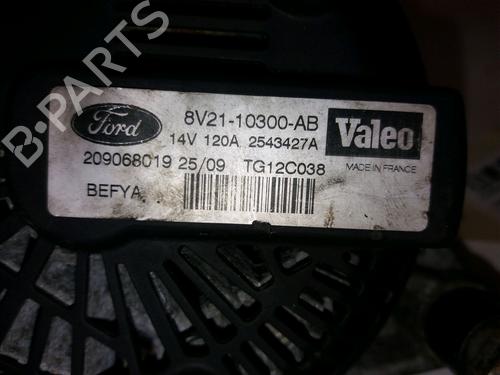 B-PARTS
Ford
8V21-10300-AB
14V 120A 2543427A
Valeo
209068019 25/09 TG12C038
MADE IN FRANCE
BEFYA